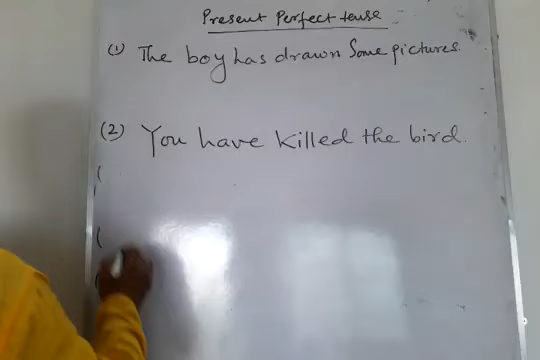 Present Perfect tense
(1) The boy has drawn Some pictures.
(2) You have killed the bird.
(
(
(